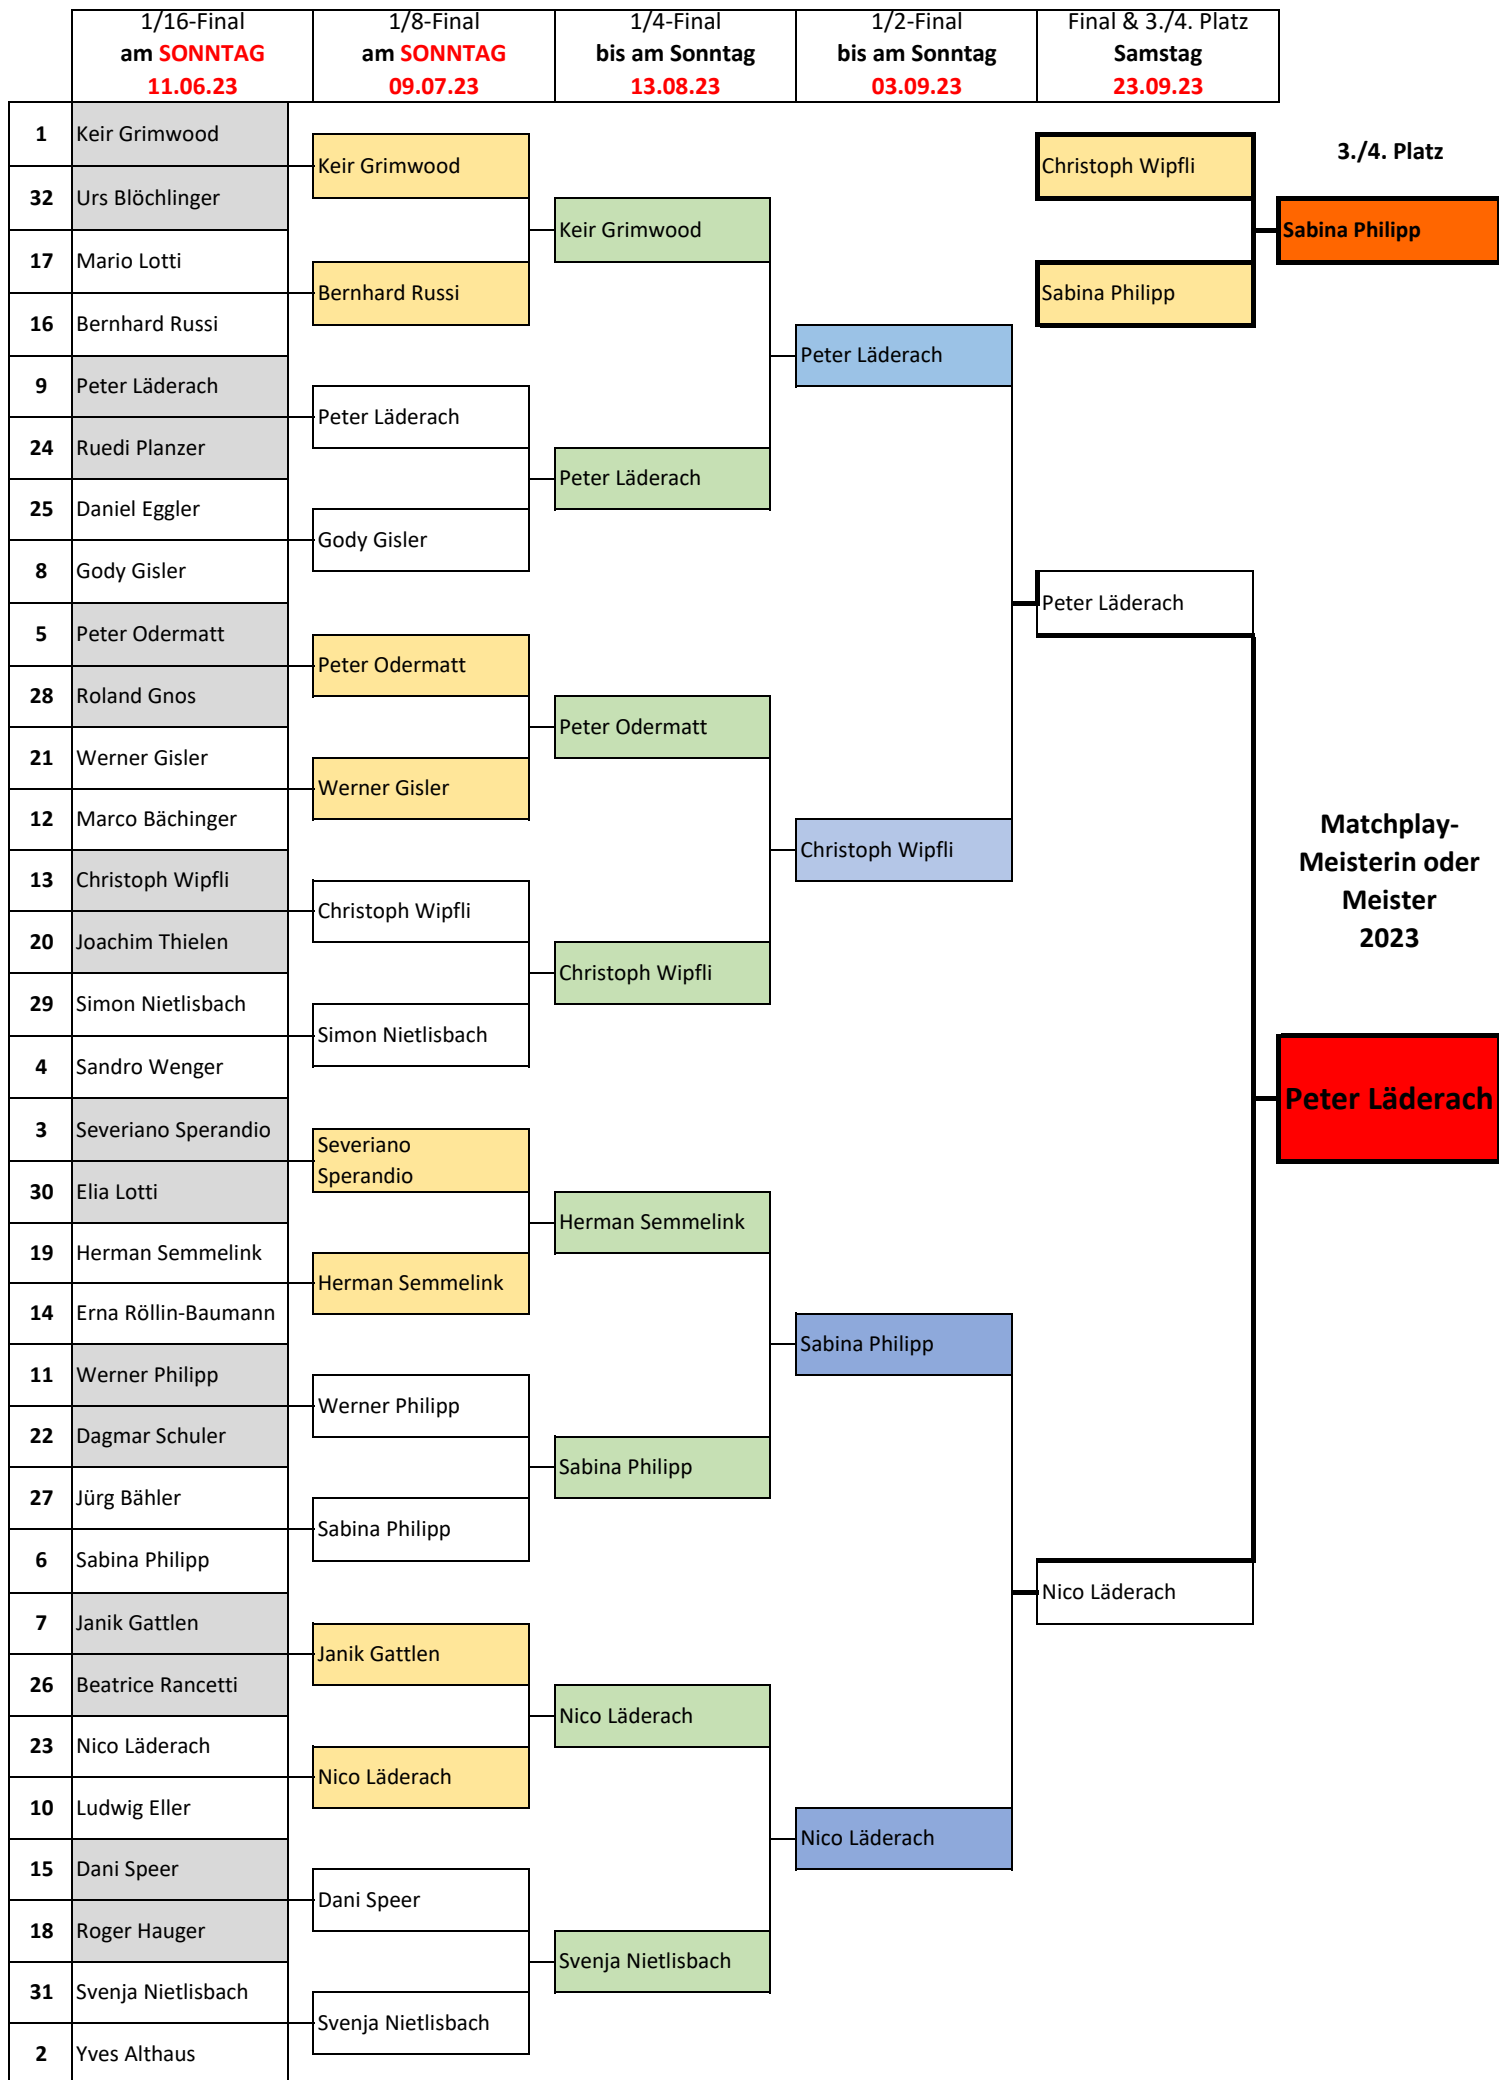 1/16-Final
am SONNTAG
11.06.23
1/8-Final
am SONNTAG
09.07.23
1/4-Final
bis am Sonntag
13.08.23
1/2-Final
bis am Sonntag
03.09.23
Final & 3./4. Platz
Samstag
23.09.23
1 Keir Grimwood
32 Urs Blöchlinger
17 Mario Lotti
16 Bernhard Russi
9 Peter Läderach
24 Ruedi Planzer
25 Daniel Eggler
8 Gody Gisler
5 Peter Odermatt
28 Roland Gnos
21 Werner Gisler
12 Marco Bächinger
13 Christoph Wipfli
20 Joachim Thielen
29 Simon Nietlisbach
4 Sandro Wenger
3 Severiano Sperandio
30 Elia Lotti
19 Herman Semmelink
14 Erna Röllin-Baumann
11 Werner Philipp
22 Dagmar Schuler
27 Jürg Bähler
6 Sabina Philipp
7 Janik Gattlen
26 Beatrice Rancetti
23 Nico Läderach
10 Ludwig Eller
15 Dani Speer
18 Roger Hauger
31 Svenja Nietlisbach
2 Yves Althaus
Keir Grimwood
Bernhard Russi
Peter Läderach
Gody Gisler
Peter Odermatt
Werner Gisler
Christoph Wipfli
Simon Nietlisbach
Severiano
Sperandio
Herman Semmelink
Werner Philipp
Sabina Philipp
Janik Gattlen
Nico Läderach
Dani Speer
Svenja Nietlisbach
Keir Grimwood
Peter Läderach
Peter Odermatt
Christoph Wipfli
Herman Semmelink
Sabina Philipp
Nico Läderach
Svenja Nietlisbach
Peter Läderach
Christoph Wipfli
Sabina Philipp
Nico Läderach
Christoph Wipfli
Sabina Philipp
Peter Läderach
Nico Läderach
3./4. Platz
Sabina Philipp
Matchplay-
Meisterin oder
Meister
2023
Peter Läderach